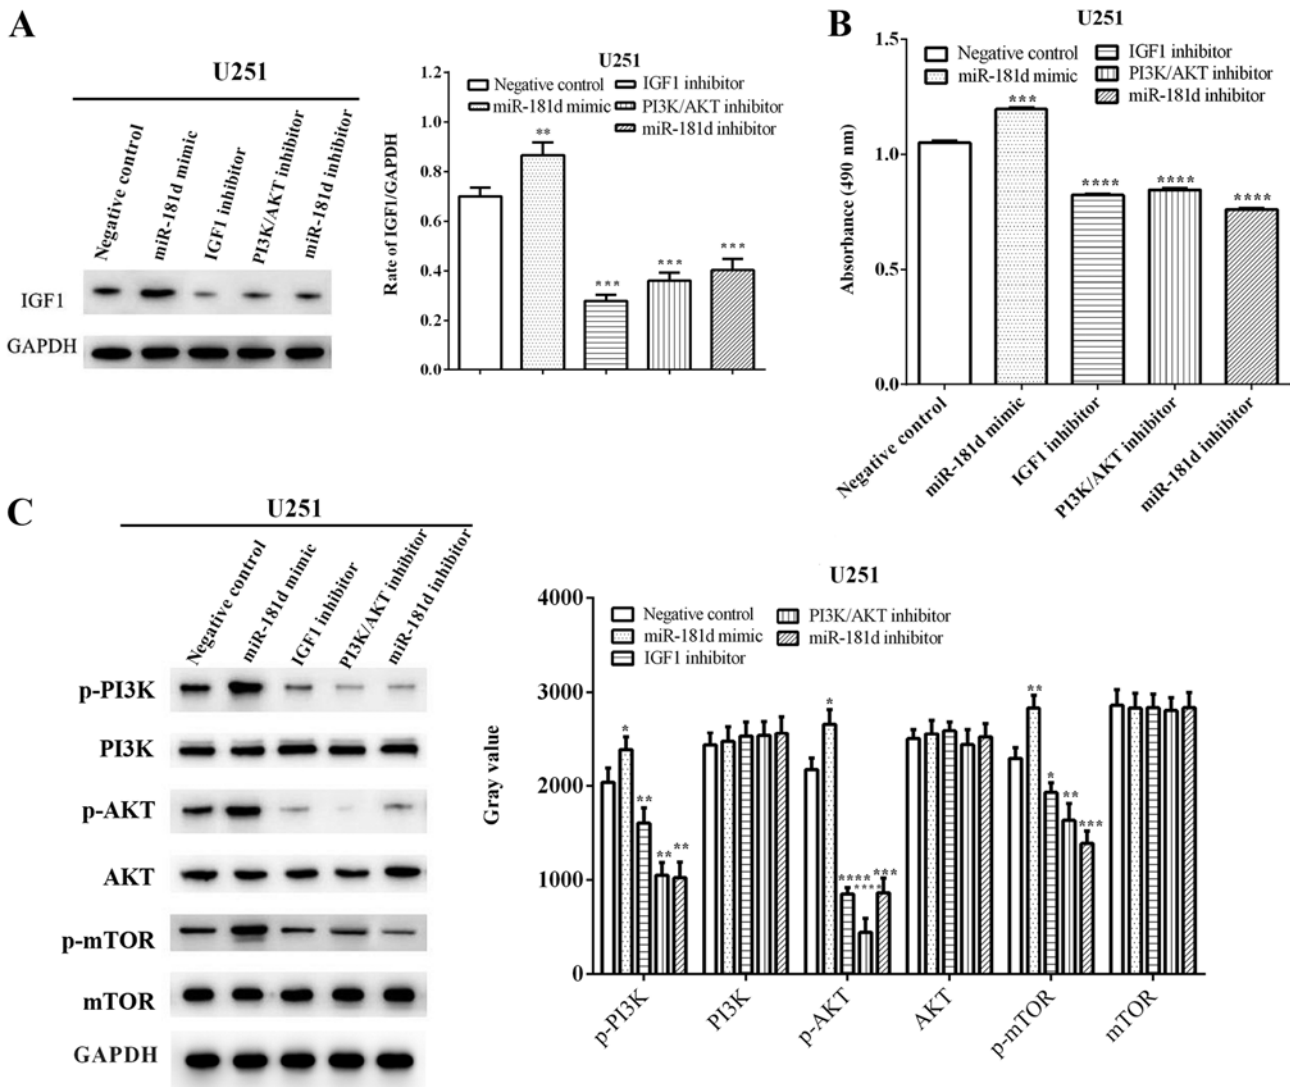 A
U251
Negative control
miR-181d mimic
IGF1 inhibitor
PI3K/AKT inhibitor
miR-181d inhibitor
IGF1
GAPDH
U251
Negative control
miR-181d mimic
IGF1 inhibitor
PI3K/AKT inhibitor
miR-181d inhibitor
Rate of IGF1/GAPDH
1.2
1.0
0.8
0.6
0.4
0.2
0.0
**
***
***
***
B
U251
Negative control
miR-181d mimic
IGF1 inhibitor
PI3K/AKT inhibitor
miR-181d inhibitor
Absorbance (490 nm)
1.5
1.0
0.5
0.0
***
****
****
****
Negative control
miR-181d mimic
IGF1 inhibitor
PI3K/AKT inhibitor
miR-181d inhibitor
C
U251
Negative control
miR-181d mimic
IGF1 inhibitor
PI3K/AKT inhibitor
miR-181d inhibitor
p-PI3K
PI3K
p-AKT
AKT
p-mTOR
mTOR
GAPDH
U251
Negative control
miR-181d mimic
IGF1 inhibitor
PI3K/AKT inhibitor
miR-181d inhibitor
Gray value
4000
3000
2000
1000
0
*
**
**
**
*
****
****
***
**
*
**
***
p-PI3K
PI3K
p-AKT
AKT
p-mTOR
mTOR